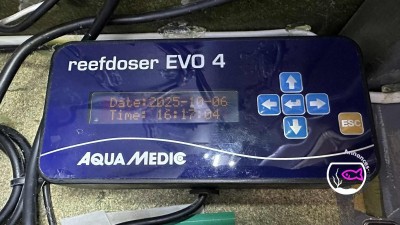 reefdoser EVO 4
Date:2025-10-06
Time: 16:17:04
ESC
AQUA MEDIC